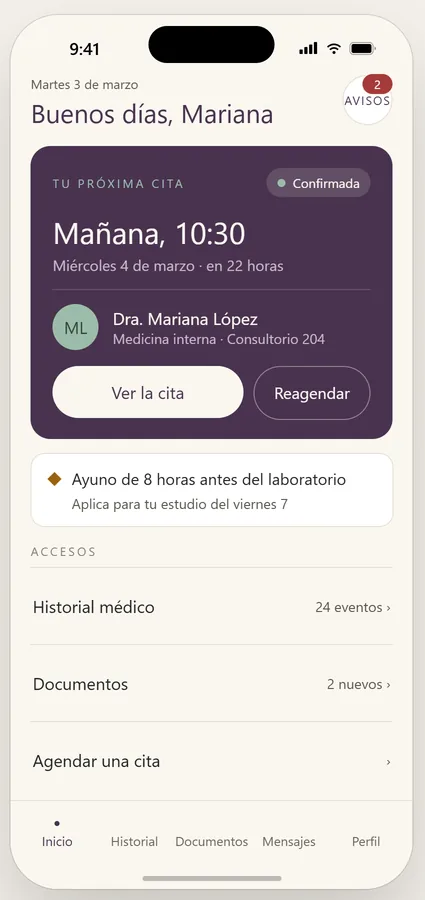 9:41
Martes 3 de marzo
Buenos días, Mariana
2
AVISOS
TU PRÓXIMA CITA
Confirmada
Mañana, 10:30
Miércoles 4 de marzo · en 22 horas
ML
Dra. Mariana López
Medicina interna · Consultorio 204
Ver la cita
Reagendar
Ayuno de 8 horas antes del laboratorio
Aplica para tu estudio del viernes 7
ACCESOS
Historial médico
24 eventos ›
Documentos
2 nuevos ›
Agendar una cita
›
Inicio
Historial
Documentos
Mensajes
Perfil